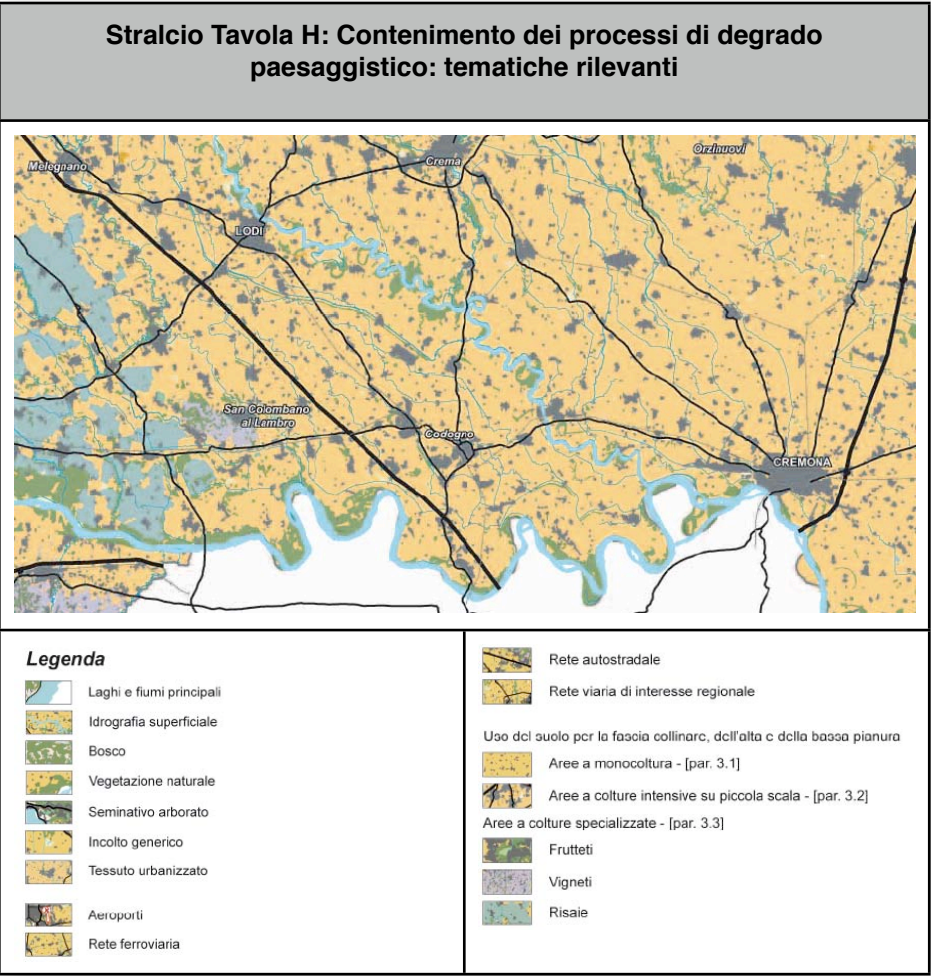 Stralcio Tavola H: Contenimento dei processi di degrado
paesaggistico: tematiche rilevanti
Melegnano
Crema
Orzinuovi
LODI
San Colombano
al Lambro
Codogno
CREMONA
Legenda
Laghi e fiumi principali
Idrografia superficiale
Bosco
Vegetazione naturale
Seminativo arborato
Incolto generico
Tessuto urbanizzato
Aeroporti
Rete ferroviaria
Rete autostradale
Rete viaria di interesse regionale
Uso del suolo per la fascia collinare, dell'alta e della bassa pianura
Aree a monocoltura - [par. 3.1]
Aree a colture intensive su piccola scala - [par. 3.2]
Aree a colture specializzate - [par. 3.3]
Frutteti
Vigneti
Risaie